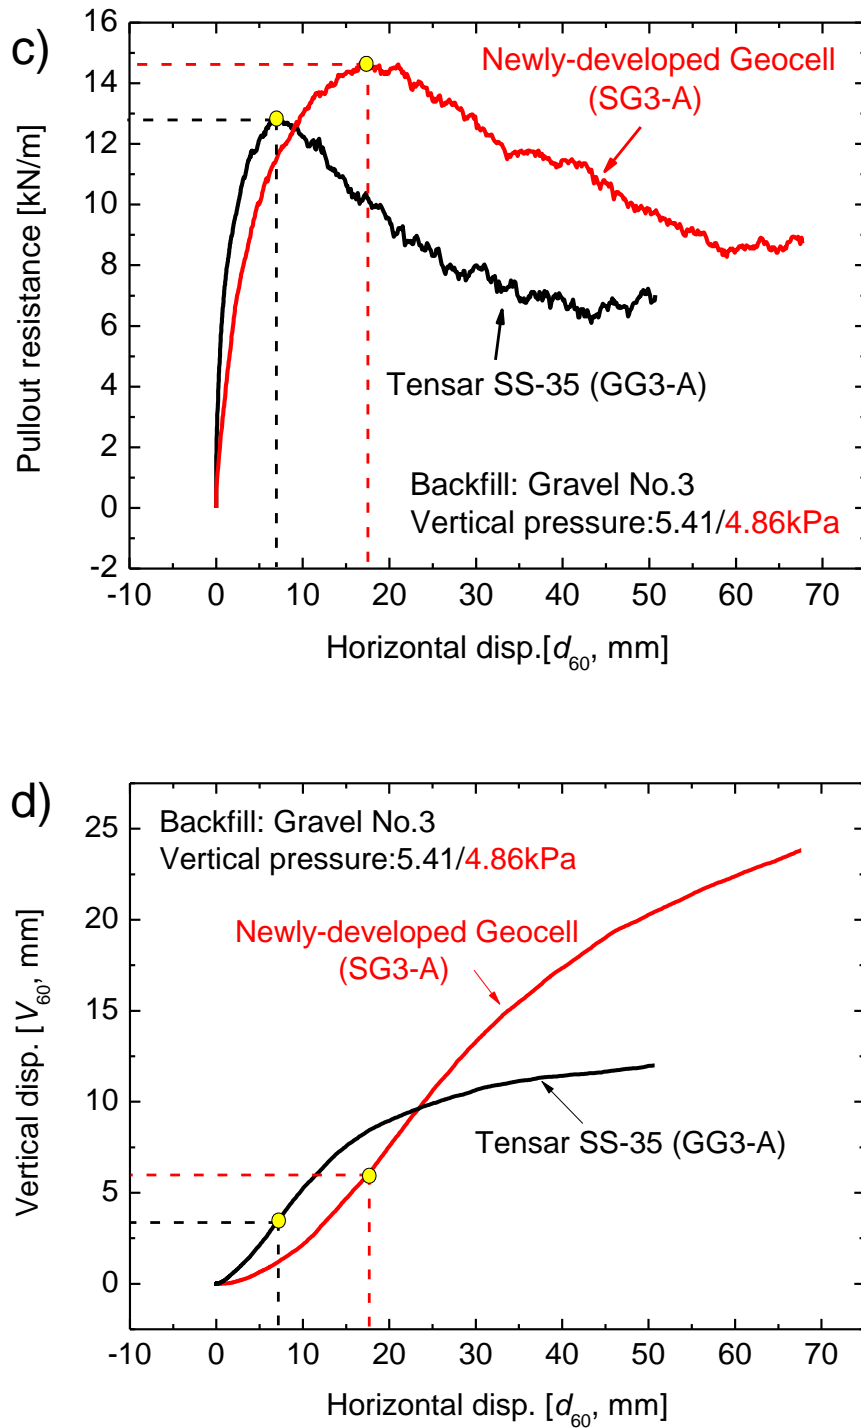 c)
16
14
12
10
8
6
4
2
0
-2
Pullout resistance [kN/m]
Newly-developed Geocell
(SG3-A)
Tensar SS-35 (GG3-A)
Backfill: Gravel No.3
Vertical pressure:5.41/4.86kPa
-10 0 10 20 30 40 50 60 70
Horizontal disp.[d60, mm]
d)
25
20
15
10
5
0
Vertical disp. [V60, mm]
Backfill: Gravel No.3
Vertical pressure:5.41/4.86kPa
Newly-developed Geocell
(SG3-A)
Tensar SS-35 (GG3-A)
-10 0 10 20 30 40 50 60 70
Horizontal disp. [d60, mm]